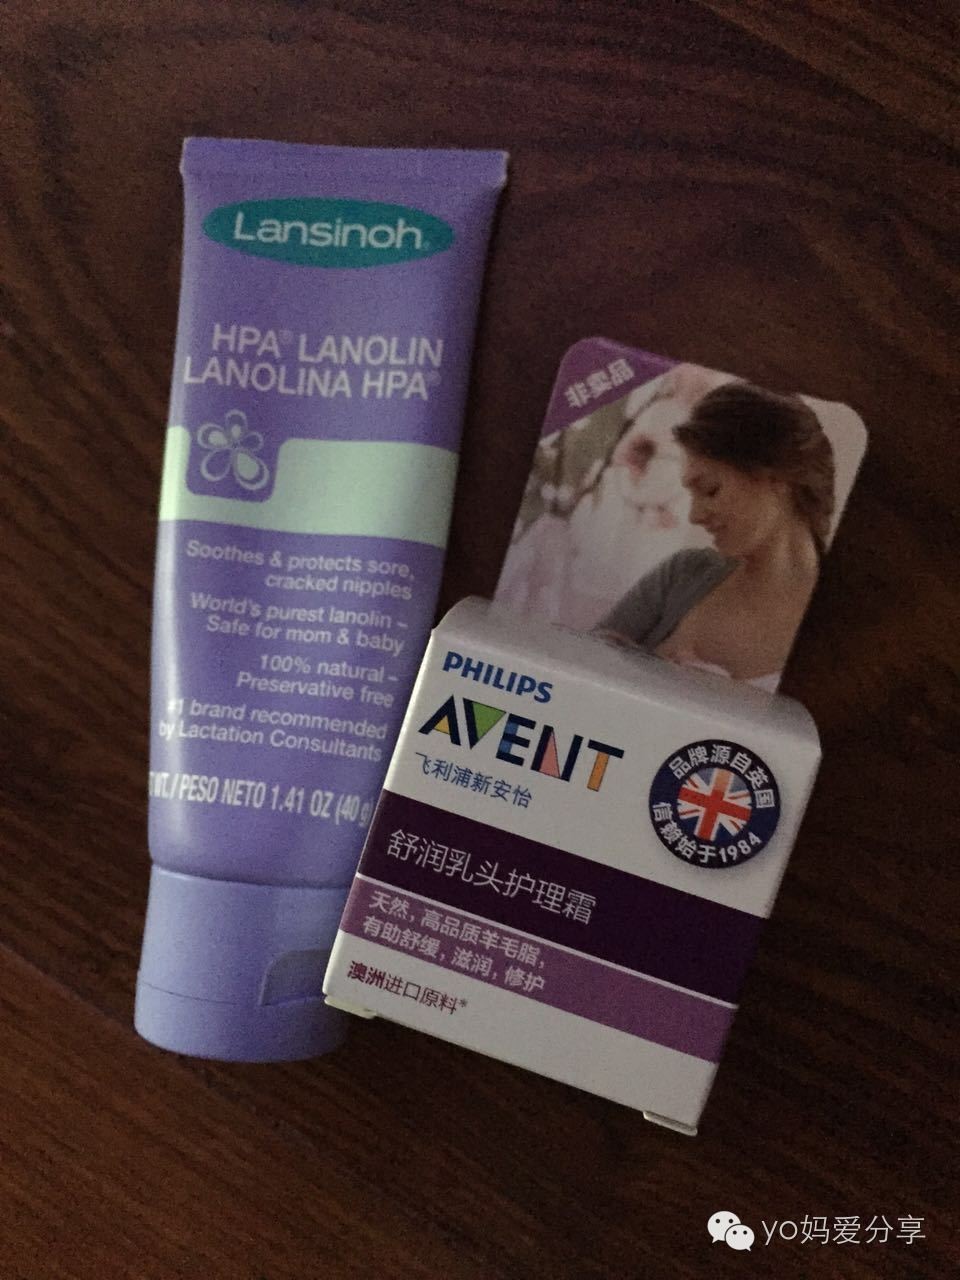 Lansinoh
HPA® LANOLIN
LANOLINA HPA®
Soothes & protects sore,
cracked nipples
World's purest lanolin –
Safe for mom & baby
100% natural –
Preservative free
#1 brand recommended
by Lactation Consultants
WT./PESO NETO 1.41 OZ (40 g)
非卖品
PHILIPS
AVENT
飞利浦新安怡
品牌源自英国
信赖始于1984
舒润乳头护理霜
天然，高品质羊毛脂，
有助舒缓，滋润，修护
澳洲进口原料*
yo妈爱分享